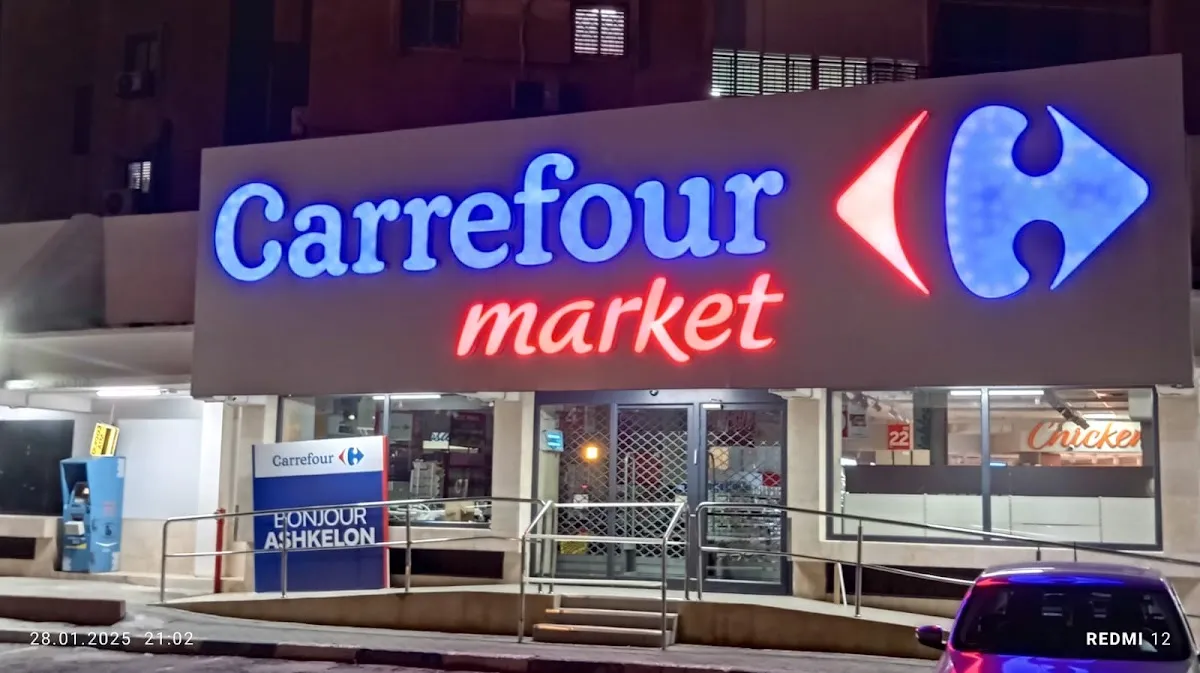 Carrefour
market
Carrefour
BONJOUR
ASHKELON
22
Chicken
28.01.2025 21:02
REDMI 12